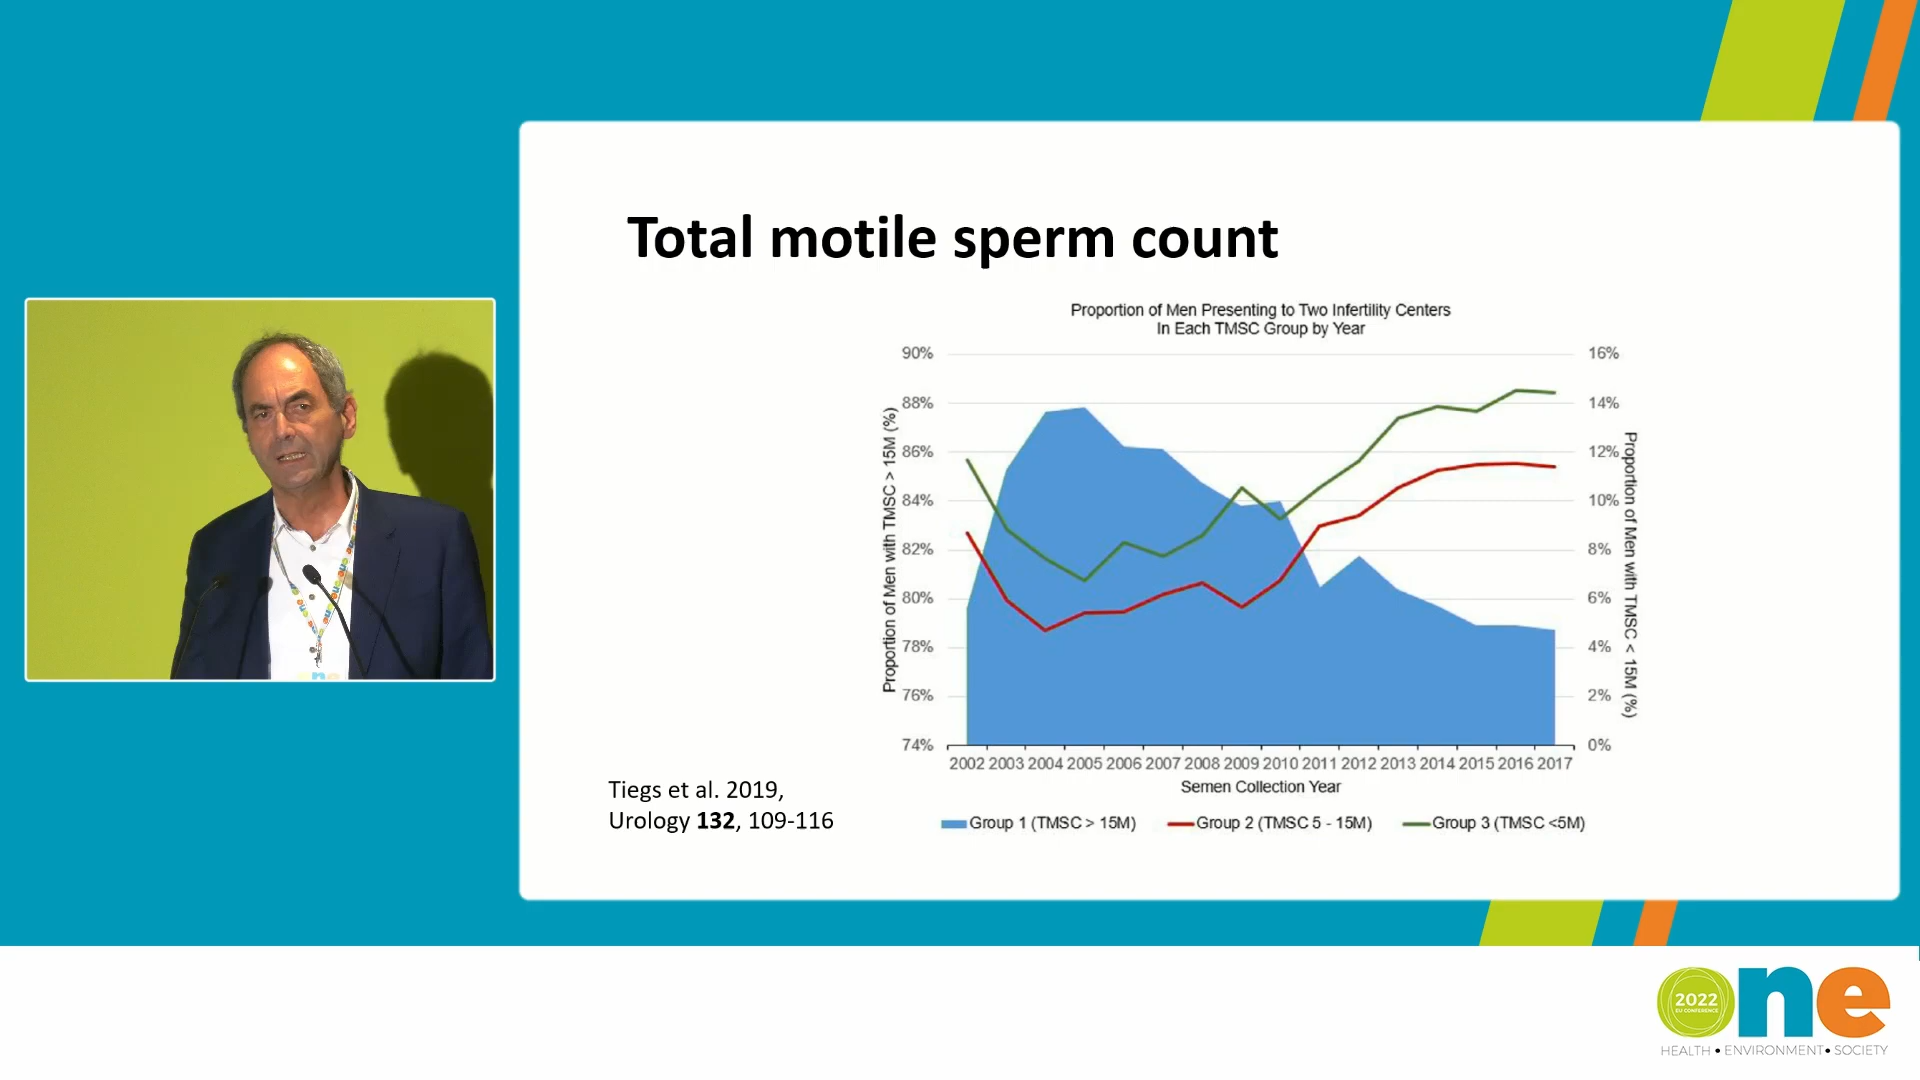 Total motile sperm count
Proportion of Men Presenting to Two Infertility Centers
In Each TMSC Group by Year
Proportion of Men with TMSC > 15M (%)
90%
88%
86%
84%
82%
80%
78%
76%
74%
16%
14%
12%
10%
8%
6%
4%
2%
0%
Proportion of Men with TMSC < 15M (%)
2002 2003 2004 2005 2006 2007 2008 2009 2010 2011 2012 2013 2014 2015 2016 2017
Semen Collection Year
Group 1 (TMSC > 15M) Group 2 (TMSC 5 - 15M) Group 3 (TMSC <5M)
Tiegs et al. 2019,
Urology 132, 109-116
one
2022
EU CONFERENCE
HEALTH • ENVIRONMENT • SOCIETY